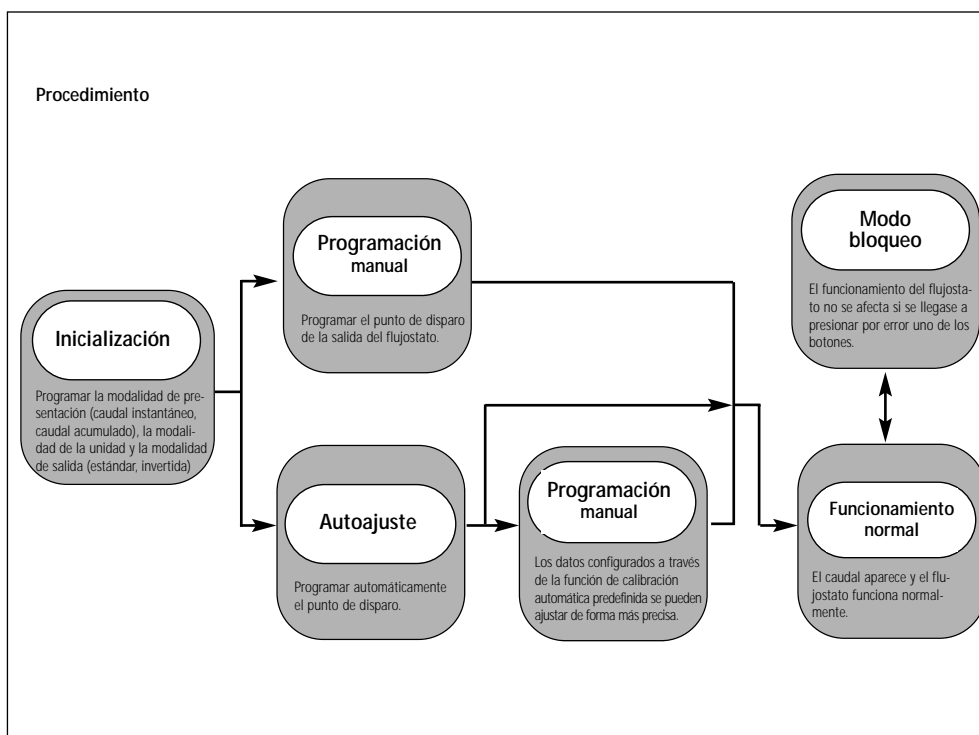 Procedimiento
Programación
manual
Programar el punto de disparo
de la salida del flujostato.
Modo
bloqueo
El funcionamiento del flujosta-
to no se afecta si se llegase a
presionar por error uno de los
botones.
Inicialización
Programar la modalidad de pre-
sentación (caudal instantáneo,
caudal acumulado), la modali-
dad de la unidad y la modalidad
de salida (estándar, invertida)
Autoajuste
Programar automáticamente
el punto de disparo.
Programación
manual
Los datos configurados a través
de la función de calibración
automática predefinida se pueden
ajustar de forma más precisa.
Funcionamiento
normal
El caudal aparece y el flu-
jostato funciona normal-
mente.